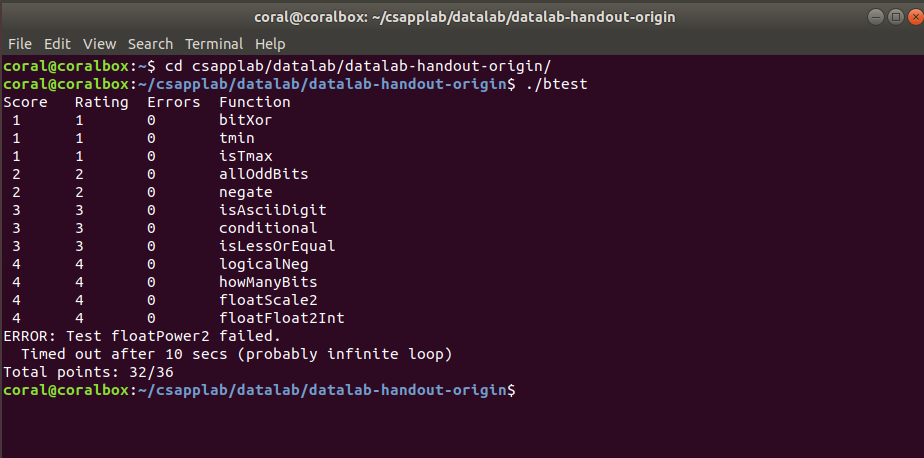 coral@coralbox: ~/csapplab/datalab/datalab-handout-origin
File Edit View Search Terminal Help
coral@coralbox:~$ cd csapplab/datalab/datalab-handout-origin/
coral@coralbox:~/csapplab/datalab/datalab-handout-origin$ ./btest
Score Rating Errors Function
1 1 0 bitXor
1 1 0 tmin
1 1 0 isTmax
2 2 0 allOddBits
2 2 0 negate
3 3 0 isAsciiDigit
3 3 0 conditional
3 3 0 isLessOrEqual
4 4 0 logicalNeg
4 4 0 howManyBits
4 4 0 floatScale2
4 4 0 floatFloat2Int
ERROR: Test floatPower2 failed.
Timed out after 10 secs (probably infinite loop)
Total points: 32/36
coral@coralbox:~/csapplab/datalab/datalab-handout-origin$